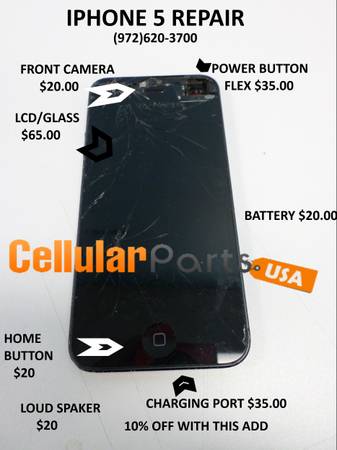 IPHONE 5 REPAIR
(972)620-3700
FRONT CAMERA
$20.00
POWER BUTTON
FLEX $35.00
LCD/GLASS
$65.00
BATTERY $20.00
CellularParts.USA
HOME
BUTTON
$20
CHARGING PORT $35.00
LOUD SPAKER
$20
10% OFF WITH THIS ADD